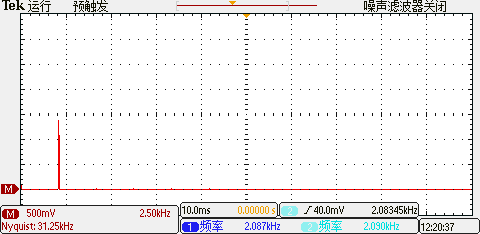 Tek 运行 预触发 噪声滤波器关闭
M
M 500mV 2.50kHz 10.0ms 0.00000 s 2 40.0mV 2.08345kHz
Nyquist: 31.25kHz 1 频率 2.087kHz 2 频率 2.090kHz 12:20:37